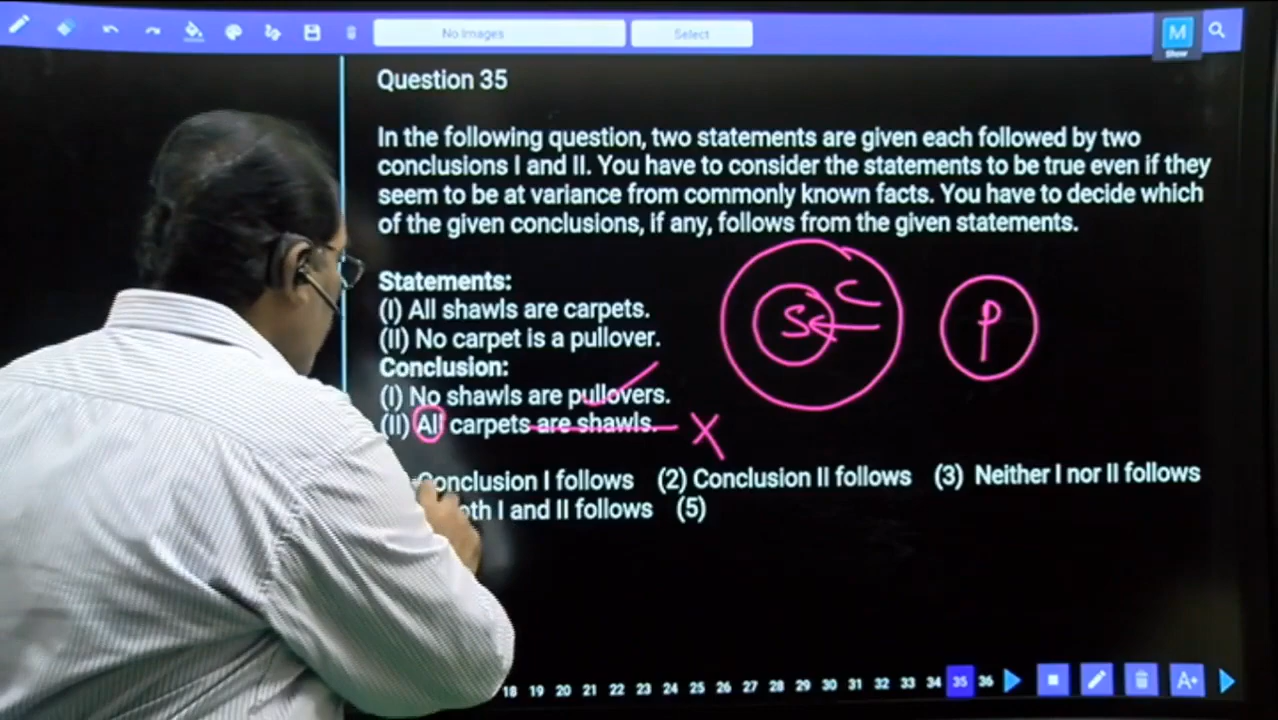 No Images
Select
M
Show
Question 35
In the following question, two statements are given each followed by two
conclusions I and II. You have to consider the statements to be true even if they
seem to be at variance from commonly known facts. You have to decide which
of the given conclusions, if any, follows from the given statements.
Statements:
(I) All shawls are carpets.
(II) No carpet is a pullover.
Conclusion:
(I) No shawls are pullovers.
(II) All carpets are shawls.
S
C
P
Conclusion I follows (2) Conclusion II follows (3) Neither I nor II follows
I and II follows (5)
18 19 20 21 22 23 24 25 26 27 28 29 30 31 32 33 34 35 36
A+